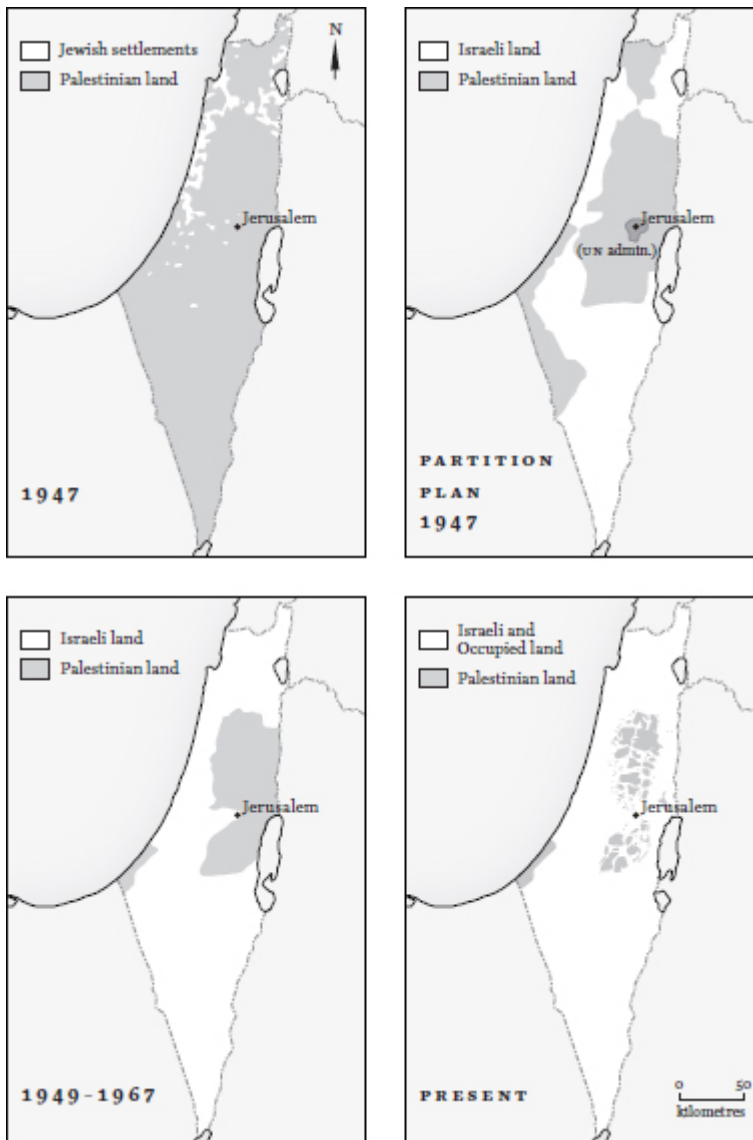 Jewish settlements
Palestinian land
N
Jerusalem
1947
Israeli land
Palestinian land
Jerusalem
(UN admin.)
PARTITION
PLAN
1947
Israeli land
Palestinian land
Jerusalem
1949-1967
Israeli and
Occupied land
Palestinian land
Jerusalem
PRESENT
0 50
kilometres